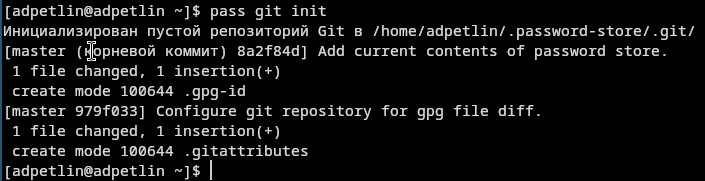 [adpetlin@adpetlin ~]$ pass git init
Инициализирован пустой репозиторий Git в /home/adpetlin/.password-store/.git/
[master (корневой коммит) 8a2f84d] Add current contents of password store.
 1 file changed, 1 insertion(+)
 create mode 100644 .gpg-id
[master 979f033] Configure git repository for gpg file diff.
 1 file changed, 1 insertion(+)
 create mode 100644 .gitattributes
[adpetlin@adpetlin ~]$